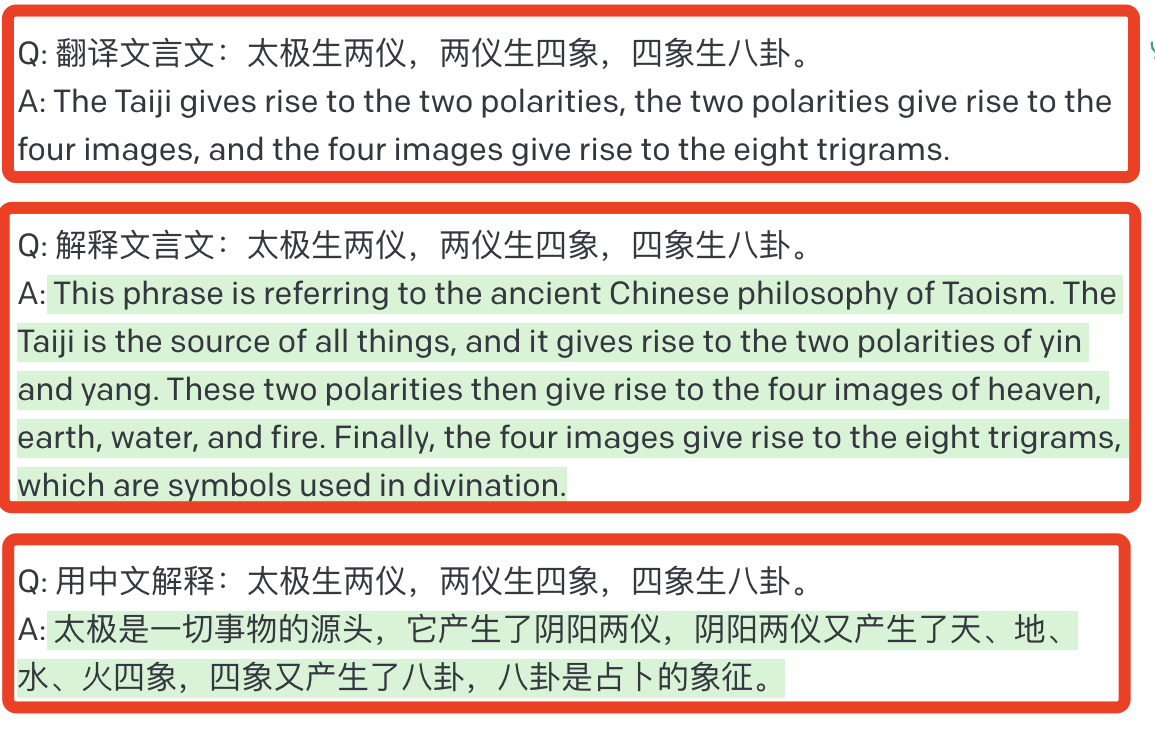 Q: 翻译文言文：太极生两仪，两仪生四象，四象生八卦。
A: The Taiji gives rise to the two polarities, the two polarities give rise to the
four images, and the four images give rise to the eight trigrams.
Q: 解释文言文：太极生两仪，两仪生四象，四象生八卦。
A: This phrase is referring to the ancient Chinese philosophy of Taoism. The
Taiji is the source of all things, and it gives rise to the two polarities of yin
and yang. These two polarities then give rise to the four images of heaven,
earth, water, and fire. Finally, the four images give rise to the eight trigrams,
which are symbols used in divination.
Q: 用中文解释：太极生两仪，两仪生四象，四象生八卦。
A: 太极是一切事物的源头，它产生了阴阳两仪，阴阳两仪又产生了天、地、
水、火四象，四象又产生了八卦，八卦是占卜的象征。